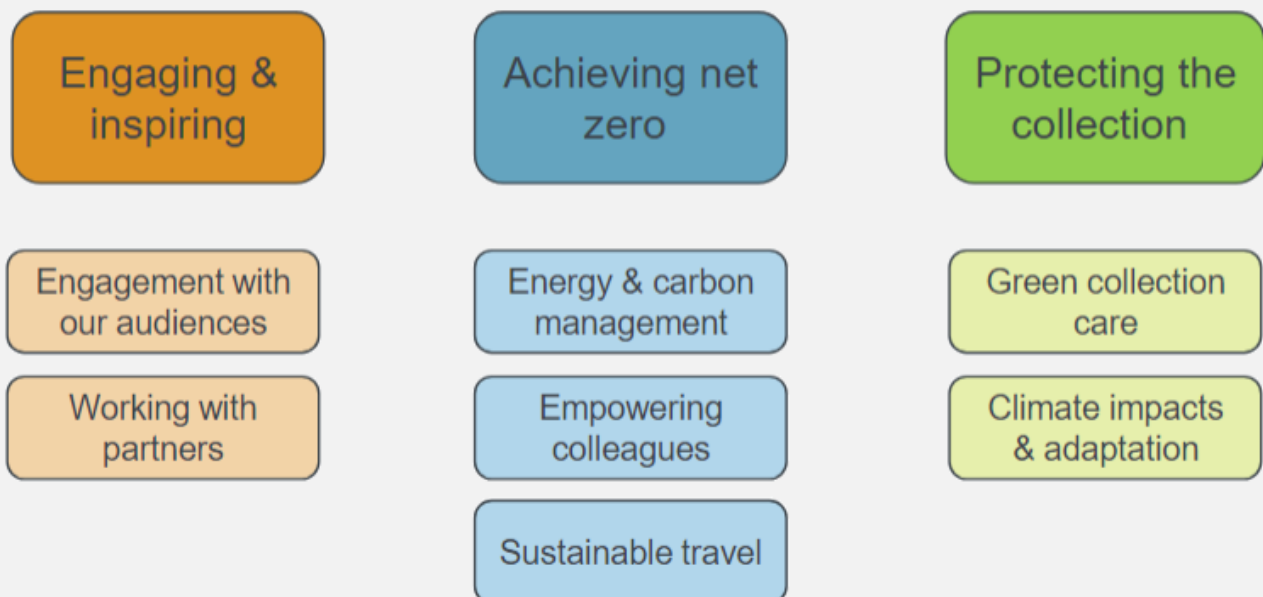 Engaging &
inspiring
Engagement with
our audiences
Working with
partners
Achieving net
zero
Energy & carbon
management
Empowering
colleagues
Sustainable travel
Protecting the
collection
Green collection
care
Climate impacts
& adaptation